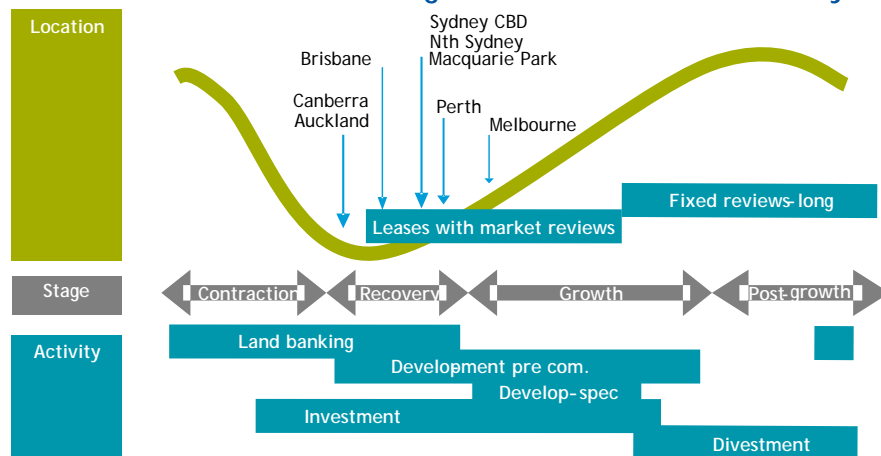 Location
Sydney CBD
Nth Sydney
Macquarie Park
Brisbane
Canberra
Auckland
Perth
Melbourne
Fixed reviews-long
Leases with market reviews
Stage
Contraction
Recovery
Growth
Post-growth
Activity
Land banking
Development pre com.
Develop-spec
Investment
Divestment